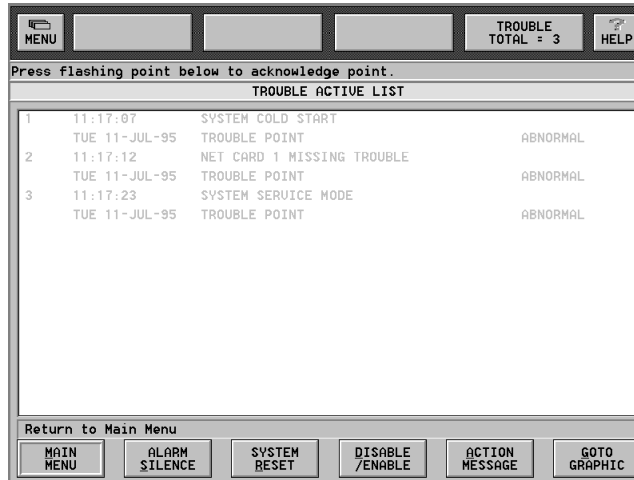 MENU
TROUBLE
TOTAL = 3
HELP
Press flashing point below to acknowledge point.
TROUBLE ACTIVE LIST
1 11:17:07 SYSTEM COLD START
TUE 11-JUL-95 TROUBLE POINT ABNORMAL
2 11:17:12 NET CARD 1 MISSING TROUBLE
TUE 11-JUL-95 TROUBLE POINT ABNORMAL
3 11:17:23 SYSTEM SERVICE MODE
TUE 11-JUL-95 TROUBLE POINT ABNORMAL
Return to Main Menu
MAIN MENU
ALARM SILENCE
SYSTEM RESET
DISABLE /ENABLE
ACTION MESSAGE
GOTO GRAPHIC